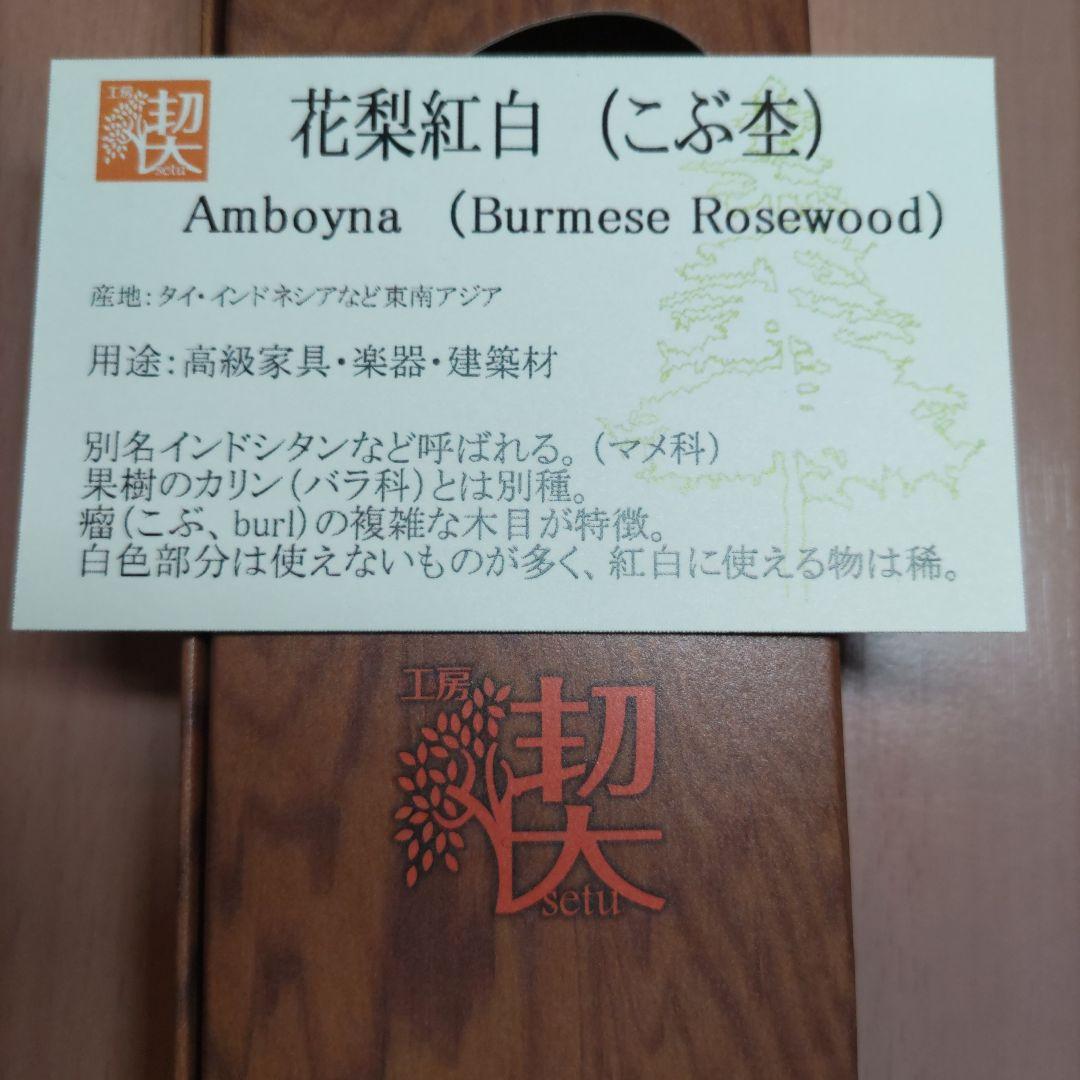 工房
契
setu
花梨紅白 (こぶ杢)
Amboyna (Burmese Rosewood)
産地:タイ・インドネシアなど東南アジア
用途:高級家具・楽器・建築材
別名インドシタンなど呼ばれる。(マメ科)
果樹のカリン(バラ科)とは別種。
瘤(こぶ、burl)の複雑な木目が特徴。
白色部分は使えないものが多く、紅白に使える物は稀。
工房
契
setu